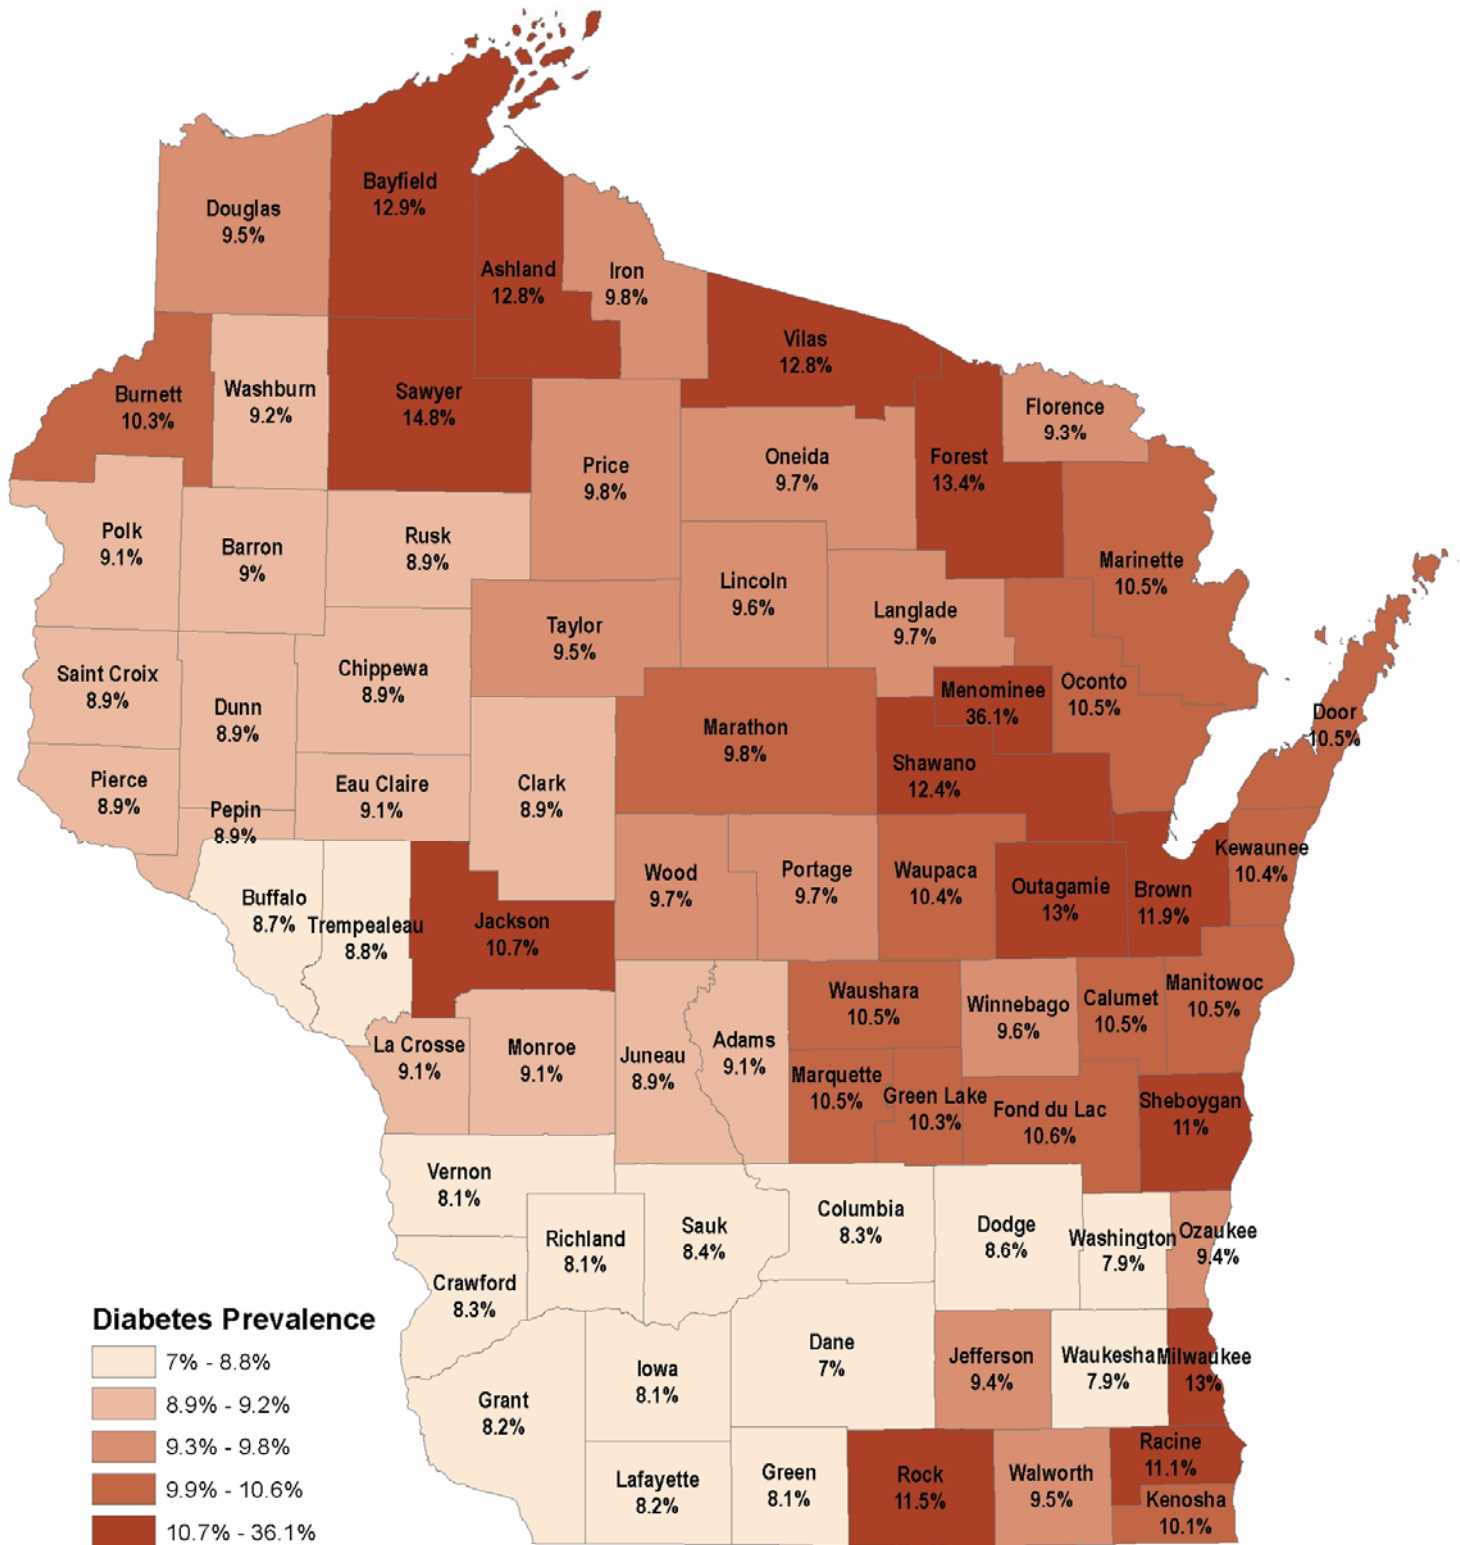 Bayfield
12.9%
Douglas
9.5%
Ashland
12.8%
Iron
9.8%
Vilas
12.8%
Burnett
10.3%
Washburn
9.2%
Sawyer
14.8%
Florence
9.3%
Price
9.8%
Oneida
9.7%
Forest
13.4%
Polk
9.1%
Barron
9%
Rusk
8.9%
Marinette
10.5%
Lincoln
9.6%
Langlade
9.7%
Taylor
9.5%
Saint Croix
8.9%
Chippewa
8.9%
Dunn
8.9%
Menominee
36.1%
Oconto
10.5%
Door
10.5%
Marathon
9.8%
Shawano
12.4%
Pierce
8.9%
Eau Claire
9.1%
Clark
8.9%
Pepin
8.9%
Wood
9.7%
Portage
9.7%
Waupaca
10.4%
Outagamie
13%
Brown
11.9%
Kewaunee
10.4%
Buffalo
8.7%
Trempealeau
8.8%
Jackson
10.7%
Waushara
10.5%
Winnebago
9.6%
Calumet
10.5%
Manitowoc
10.5%
La Crosse
9.1%
Monroe
9.1%
Juneau
8.9%
Adams
9.1%
Marquette
10.5%
Green Lake
10.3%
Fond du Lac
10.6%
Sheboygan
11%
Vernon
8.1%
Richland
8.1%
Sauk
8.4%
Columbia
8.3%
Dodge
8.6%
Washington
7.9%
Ozaukee
9.4%
Crawford
8.3%
Grant
8.2%
Iowa
8.1%
Dane
7%
Jefferson
9.4%
Waukesha
7.9%
Milwaukee
13%
Lafayette
8.2%
Green
8.1%
Rock
11.5%
Walworth
9.5%
Racine
11.1%
Kenosha
10.1%
Diabetes Prevalence
7% - 8.8%
8.9% - 9.2%
9.3% - 9.8%
9.9% - 10.6%
10.7% - 36.1%